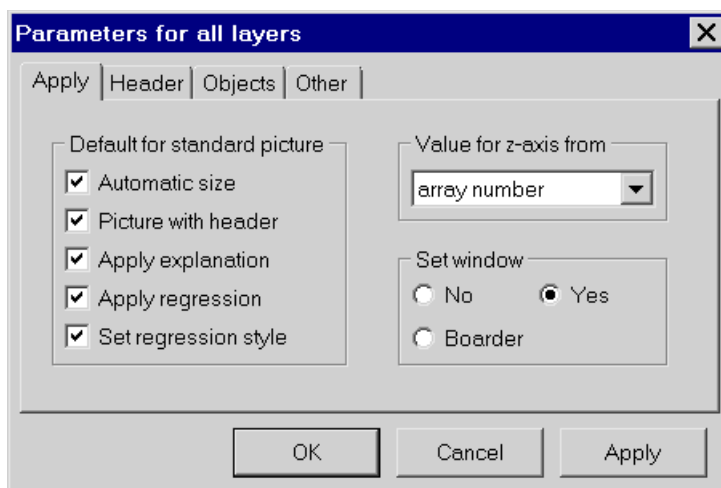 Parameters for all layers
Apply Header Objects Other
Default for standard picture
Automatic size
Picture with header
Apply explanation
Apply regression
Set regression style
Value for z-axis from
array number
Set window
No Yes
Boarder
OK Cancel Apply